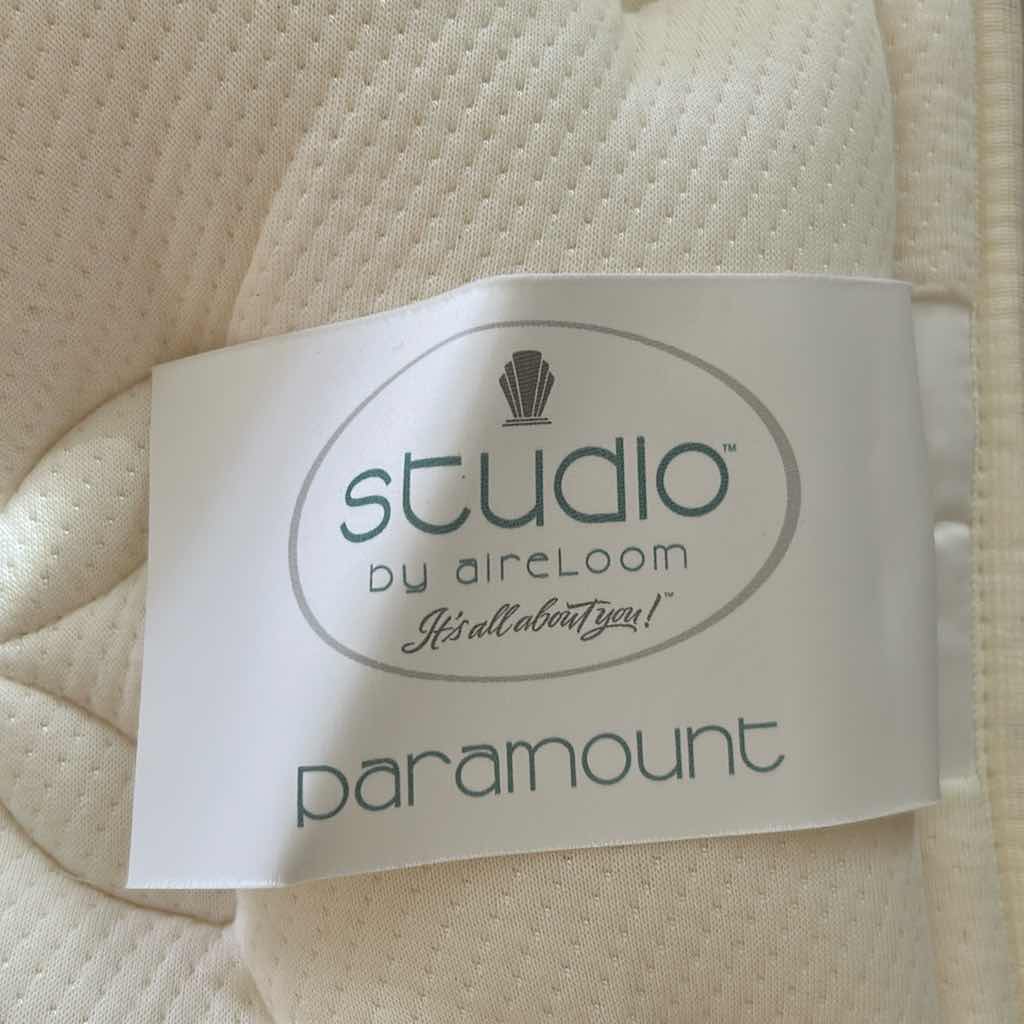 studio™
by aireloom
It's all about you!™
paramount